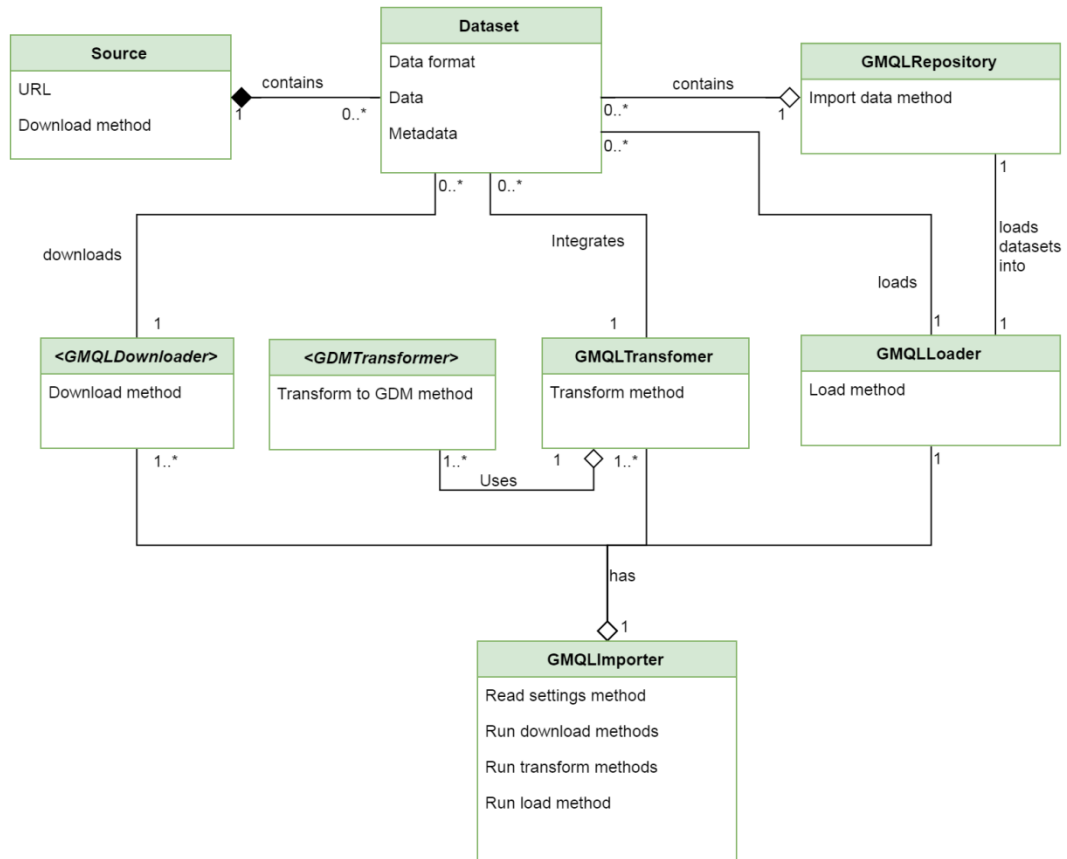 Dataset
Data format
Data
Metadata
Source
URL
Download method
contains
1
0..*
GMQLRepository
Import data method
contains
0..*
1
0..*
0..*
0..*
1
downloads
Integrates
loads
loads
datasets
into
1
1
1
1
<GMQLDownloader>
Download method
<GDMTransformer>
Transform to GDM method
GMQLTransfomer
Transform method
GMQLLoader
Load method
1..*
1..*
1
1..*
1
Uses
has
1
GMQLImporter
Read settings method
Run download methods
Run transform methods
Run load method